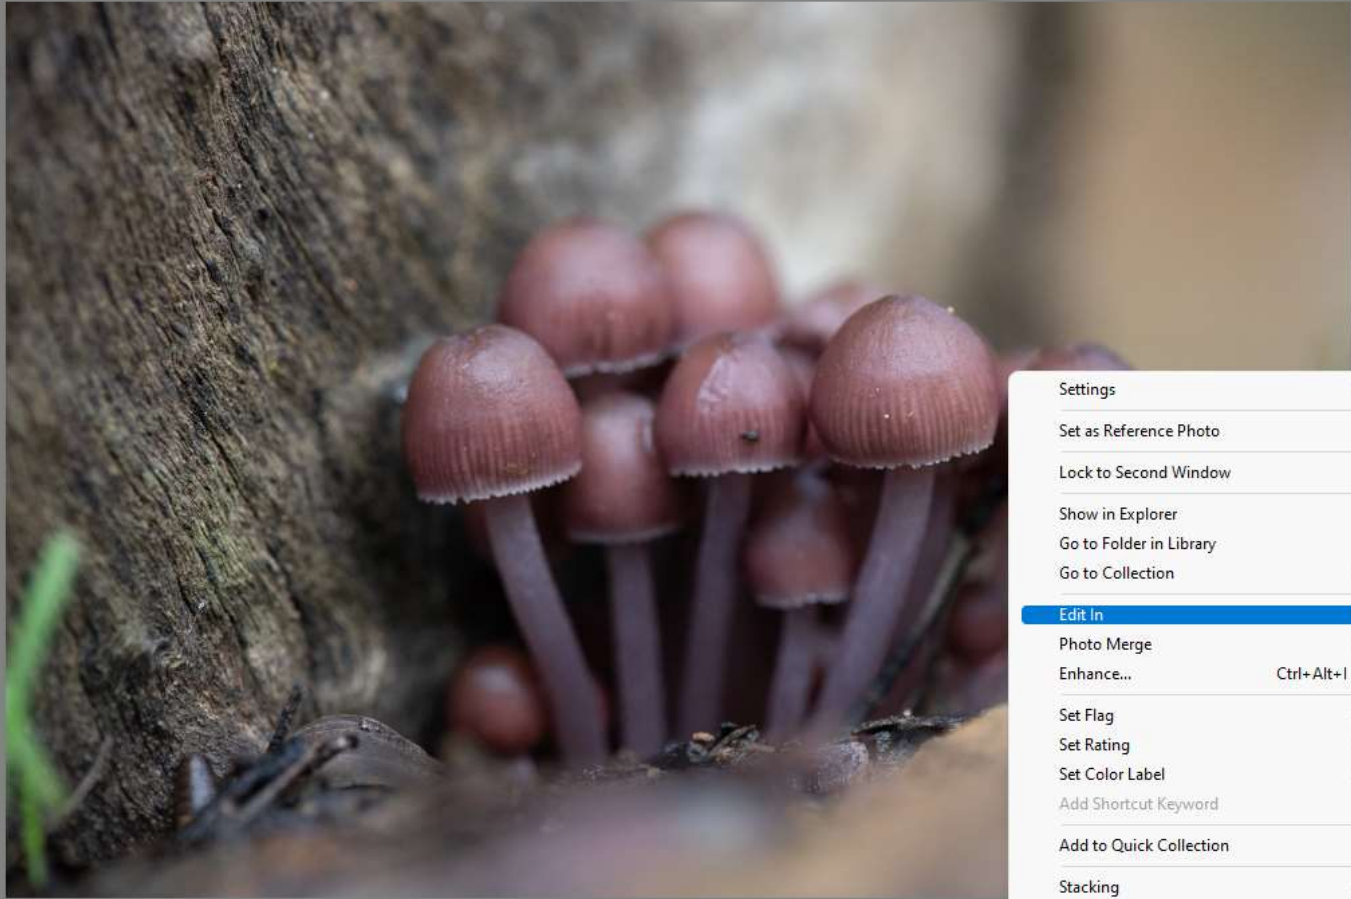 Settings
Set as Reference Photo
Lock to Second Window
Show in Explorer
Go to Folder in Library
Go to Collection
Edit In
Photo Merge
Enhance... Ctrl+Alt+I
Set Flag
Set Rating
Set Color Label
Add Shortcut Keyword
Add to Quick Collection
Stacking